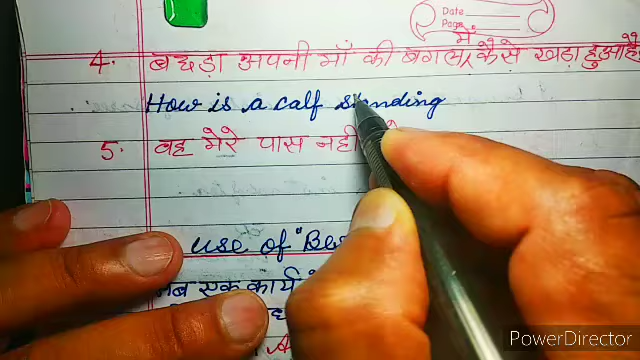 Date
Page
में
4. बछड़ा अपनी माँ की बगल कैसे खड़ा हुआ है
How is a calf standing
5. वह मेरे पास नहीं
use of "Bes
जब एक कार्य
PowerDirector